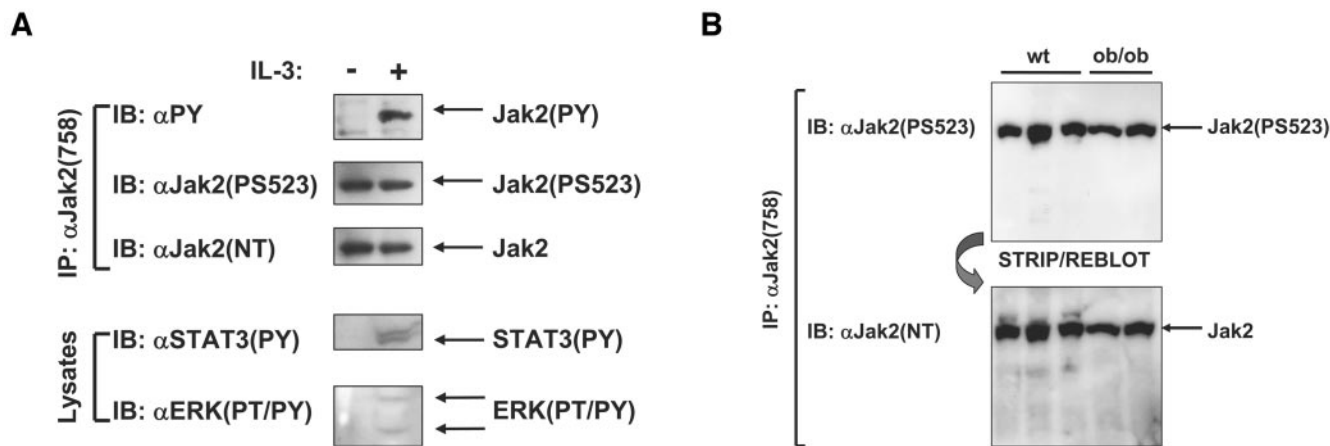 A
IL-3: - +
IP: αJak2(758)
IB: αPY Jak2(PY)
IB: αJak2(PS523) Jak2(PS523)
IB: αJak2(NT) Jak2
Lysates
IB: αSTAT3(PY) STAT3(PY)
IB: αERK(PT/PY) ERK(PT/PY)
B
wt ob/ob
IP: αJak2(758)
IB: αJak2(PS523) Jak2(PS523)
STRIP/REBLOT
IB: αJak2(NT) Jak2